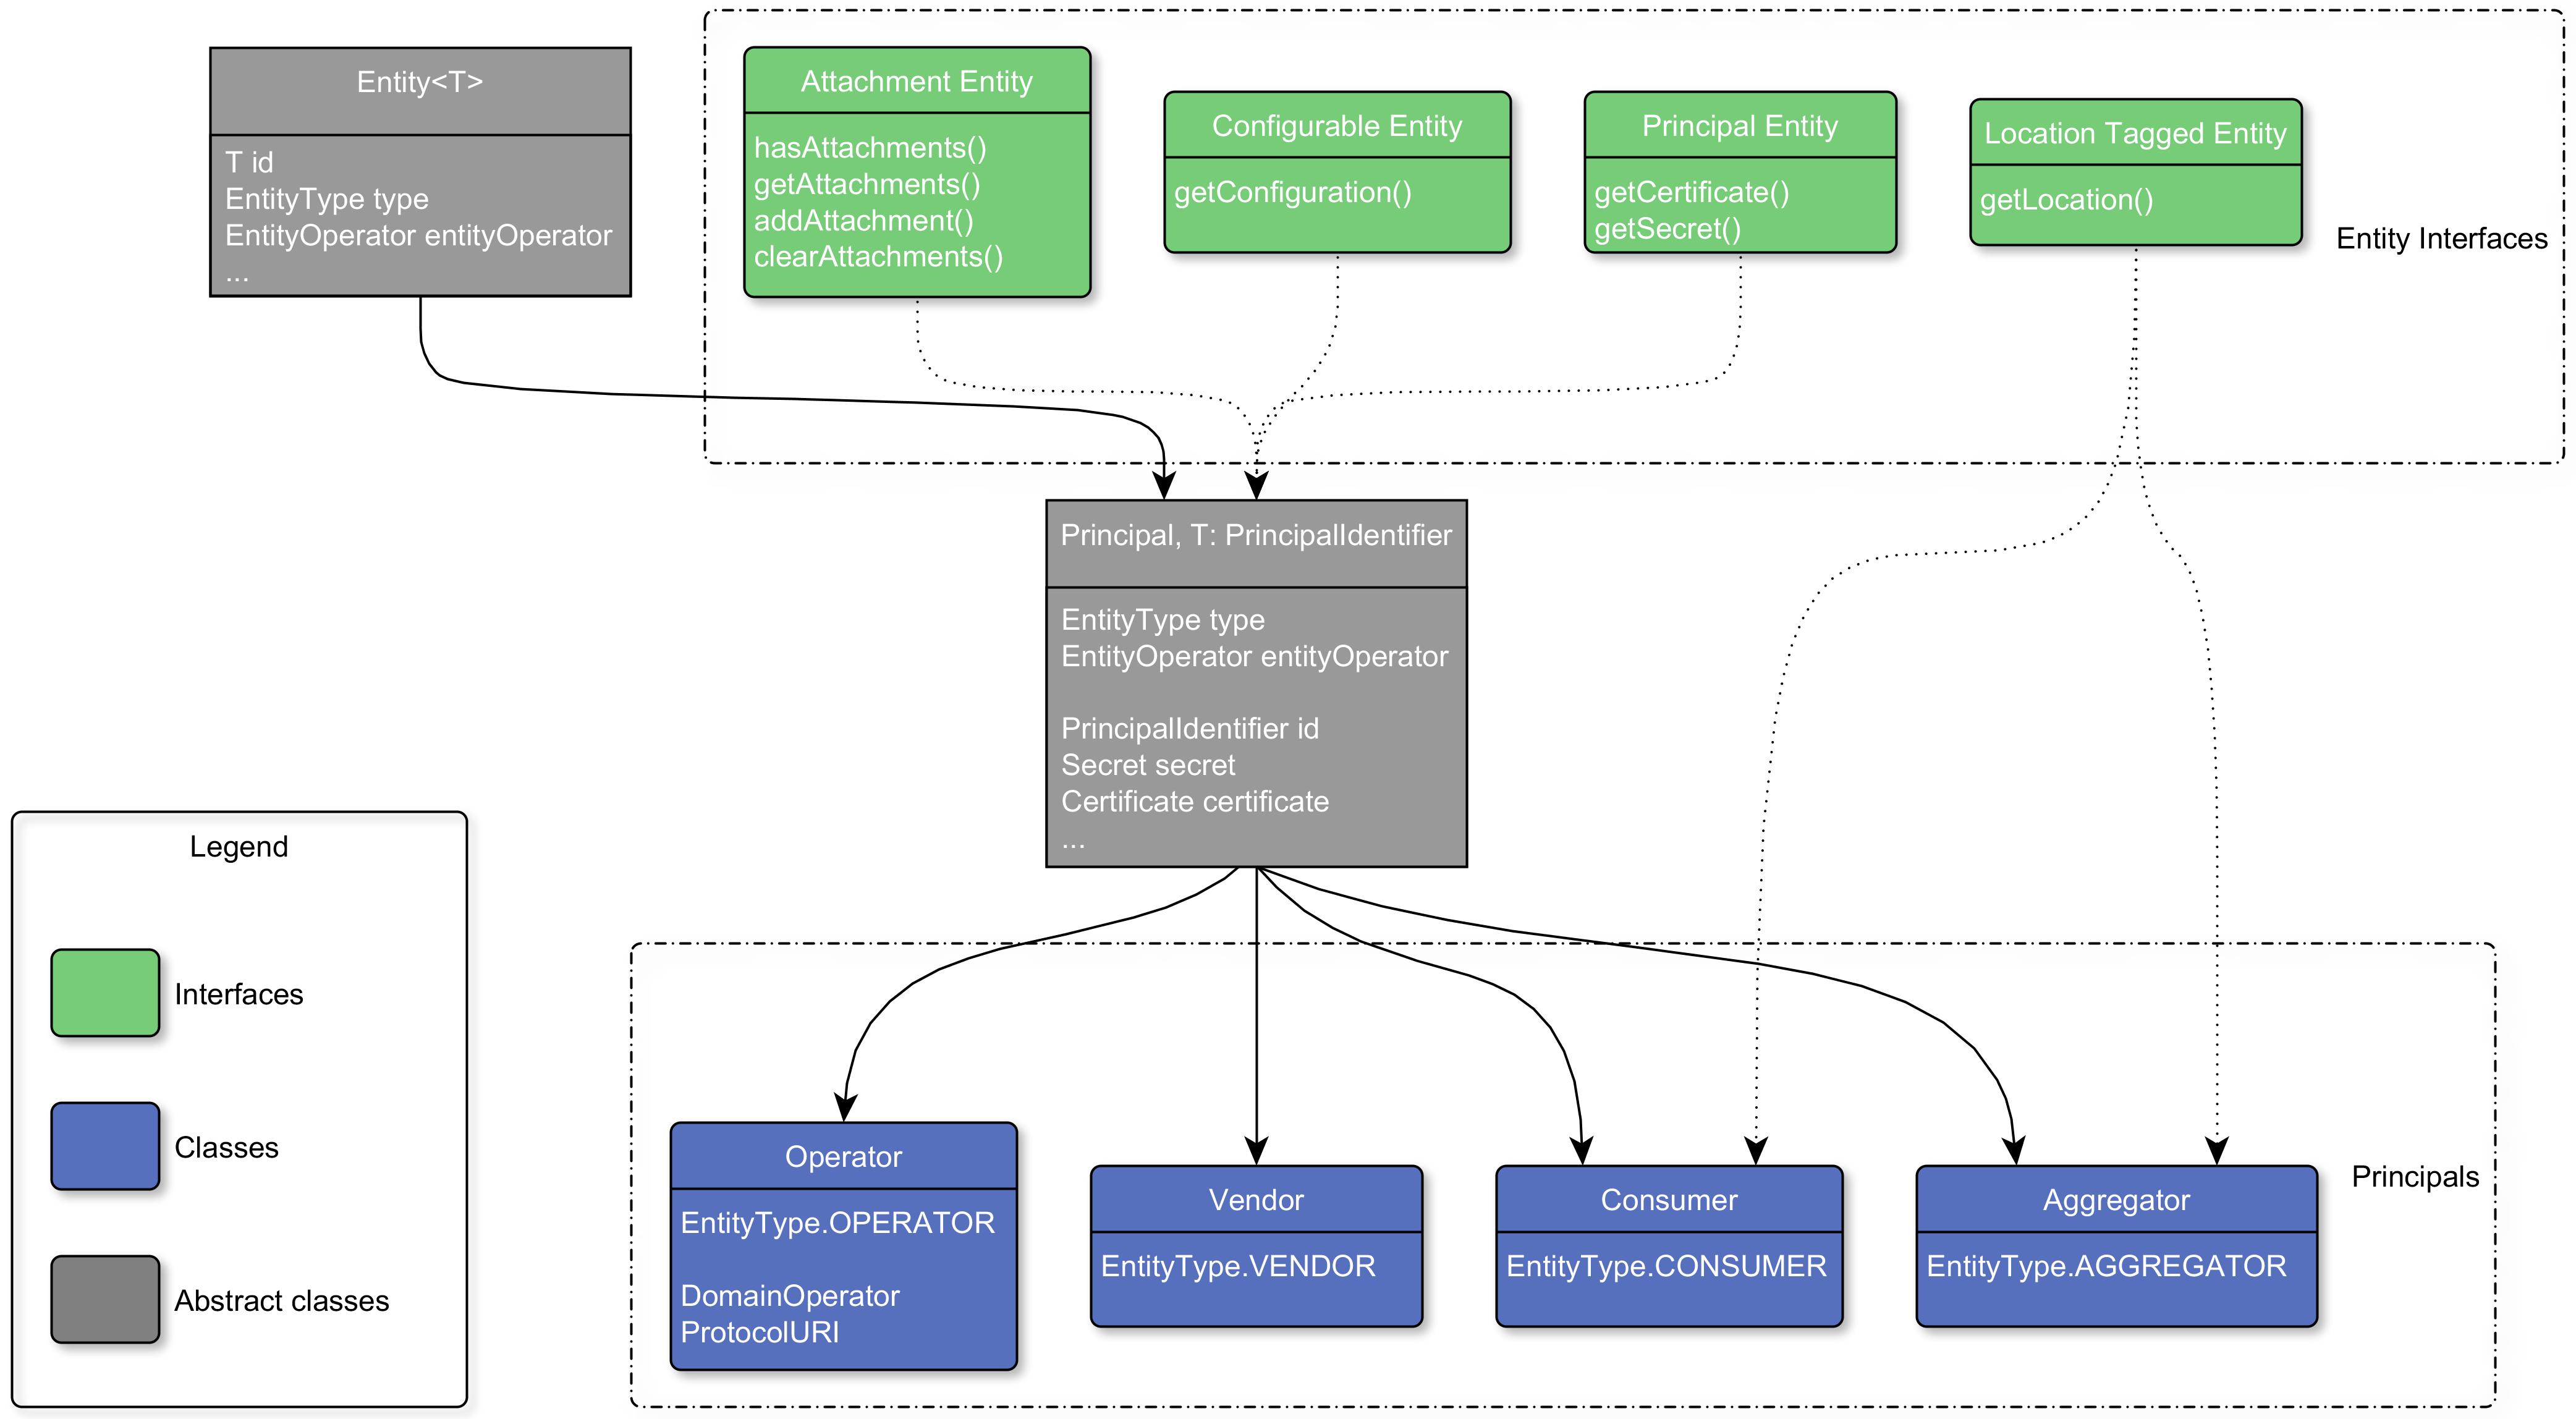 Entity<T>
T id
EntityType type
EntityOperator entityOperator
...
Attachment Entity
hasAttachments()
getAttachments()
addAttachment()
clearAttachments()
Configurable Entity
getConfiguration()
Principal Entity
getCertificate()
getSecret()
Location Tagged Entity
getLocation()
Entity Interfaces
Principal, T: PrincipalIdentifier
EntityType type
EntityOperator entityOperator
PrincipalIdentifier id
Secret secret
Certificate certificate
...
Legend
Interfaces
Classes
Abstract classes
Operator
EntityType.OPERATOR
DomainOperator
ProtocolURI
Vendor
EntityType.VENDOR
Consumer
EntityType.CONSUMER
Aggregator
EntityType.AGGREGATOR
Principals